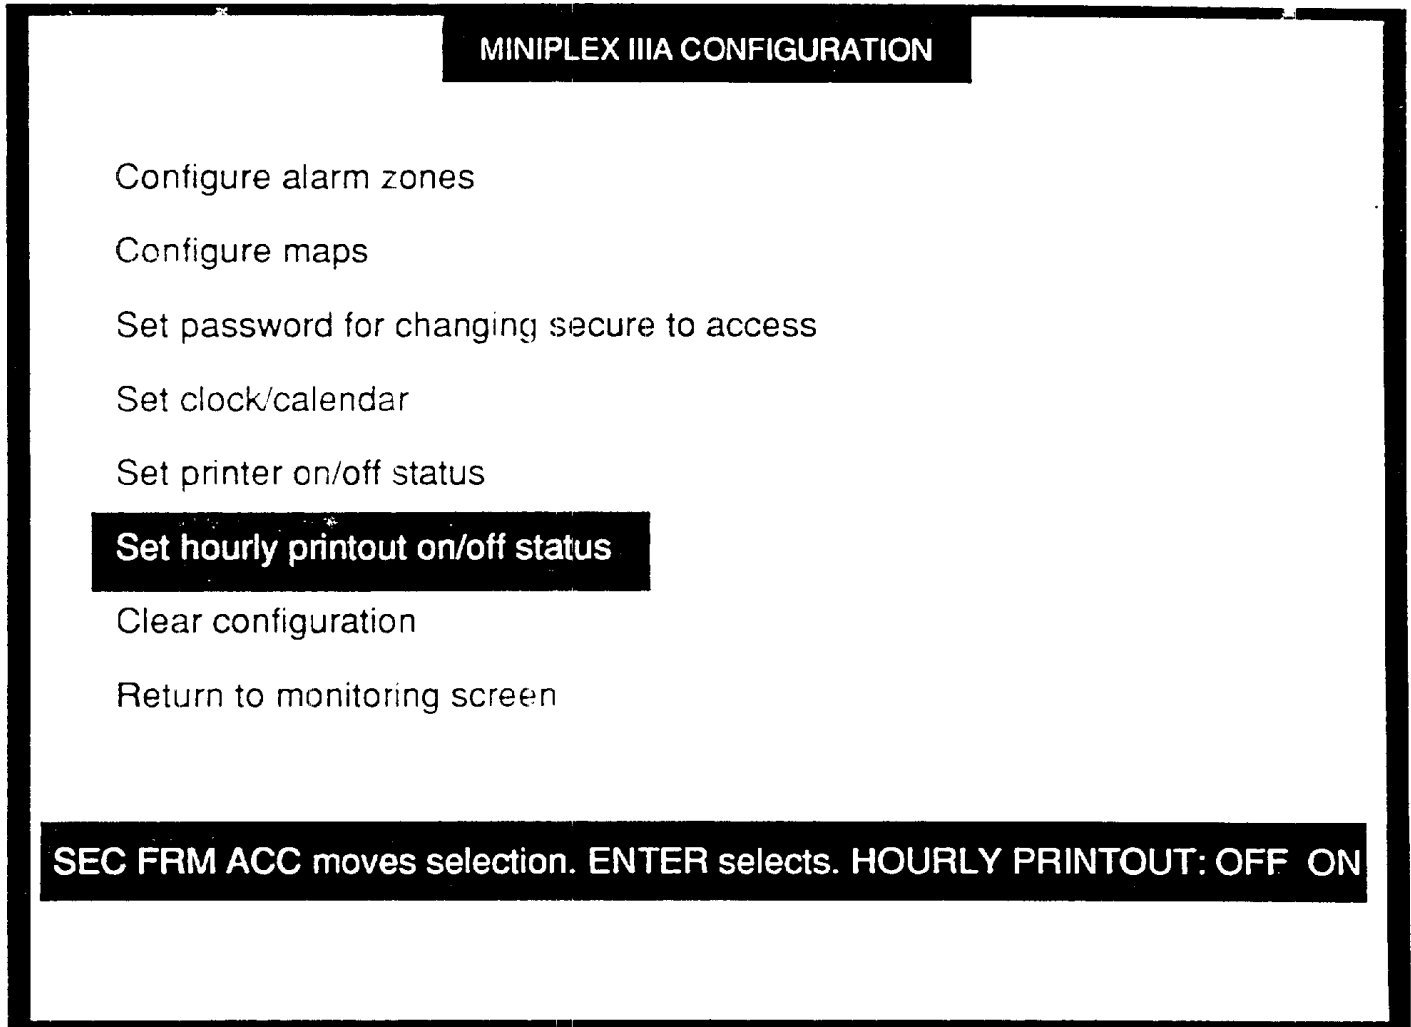 MINIPLEX IIIA CONFIGURATION
Configure alarm zones
Configure maps
Set password for changing secure to access
Set clock/calendar
Set printer on/off status
Set hourly printout on/off status
Clear configuration
Return to monitoring screen
SEC FRM ACC moves selection. ENTER selects. HOURLY PRINTOUT: OFF ON